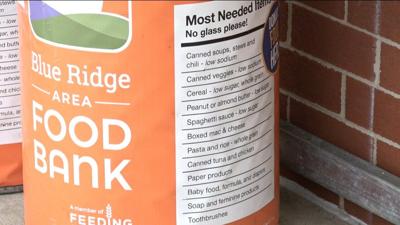 Blue Ridge
AREA
FOOD
BANK
A member of
FEEDING
Most Needed Items
No glass please!
Canned soups, stews and
chili - low sodium
Canned veggies - low sodium
Cereal - low sugar, whole grain
Peanut or almond butter - low sugar
Spaghetti sauce - low sugar
Boxed mac & cheese
Pasta and rice - whole grain
Canned tuna and chicken
Paper products
Baby food, formula, and diapers
Soap and feminine products
Toothbrushes